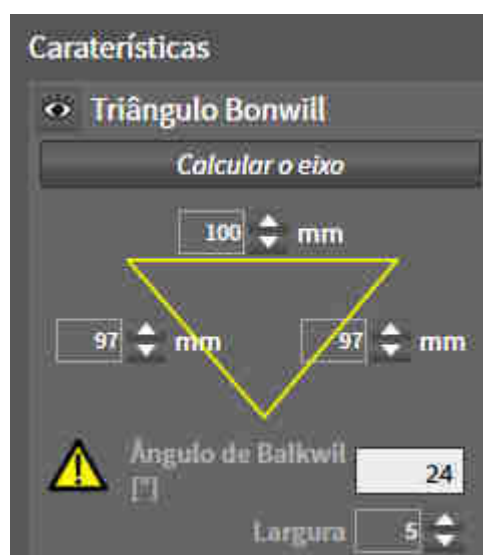 Caraterísticas
Triângulo Bonwill
Calcular o eixo
100 mm
97 mm 97 mm
Ângulo de Balkwil
24
Largura 5